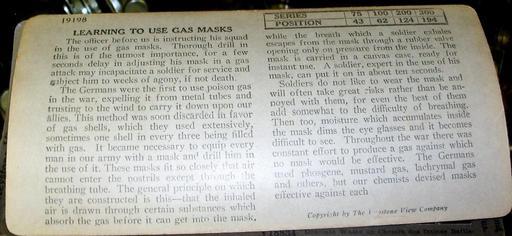 19198
SERIES 75 100 200 300
POSITION 43 62 124 194
LEARNING TO USE GAS MASKS
The officer before us is instructing his squad
in the use of gas masks. Thorough drill in
this is of the utmost importance, for a few
seconds delay in adjusting his mask in a gas
attack may incapacitate a soldier for service and
subject him to weeks of agony, if not death.
The Germans were the first to use poison gas
in the war, expelling it from metal tubes and
trusting to the wind to carry it down upon our
allies. This method was soon discarded in favor
of gas shells, which they used extensively,
sometimes one shell in every three being filled
with gas. It became necessary to equip every
man in our army with a mask and drill him in
the use of it. These masks fit so closely that air
cannot enter the nostrils except through the
breathing tube. The general principle on which
they are constructed is this—that the inhaled
air is drawn through certain substances which
absorb the gas before it can get into the mask,
while the breath which a soldier exhales
escapes from the mask through a rubber valve
opening only on pressure from the inside. The
mask is carried in a canvas case, ready for
instant use. A soldier, expert in the use of his
mask, can put it on in about ten seconds.
Soldiers do not like to wear the mask and
will often take great risks rather than be an-
noyed with them, for even the best of them
add somewhat to the difficulty of breathing.
Then too, moisture which accumulates inside
the mask dims the eye glasses and it becomes
difficult to see. Throughout the war there was
constant effort to produce a gas against which
no mask would be effective. The Germans
used phosgene, mustard gas, lachrymal gas
and others, but our chemists devised masks
effective against each
Copyright by The Keystone View Company